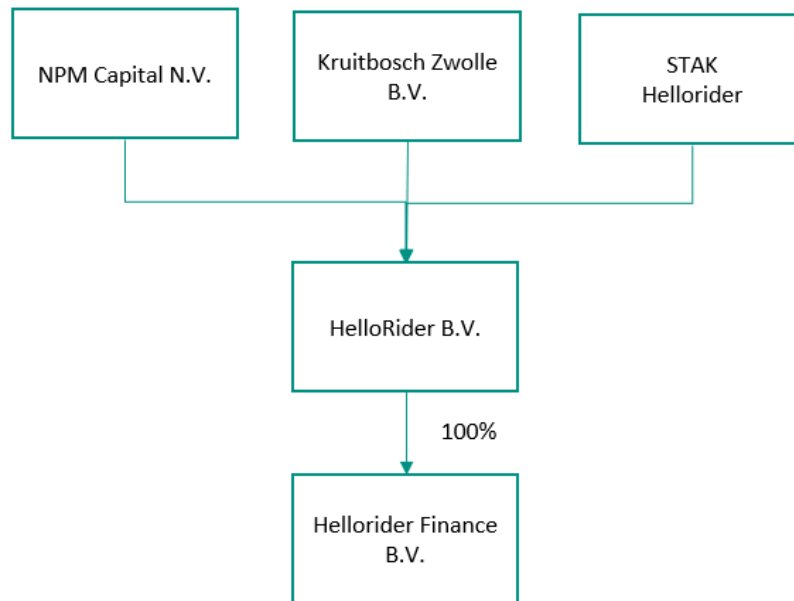 NPM Capital N.V.
Kruitbosch Zwolle
B.V.
STAK
Hellorider
HelloRider B.V.
100%
Hellorider Finance
B.V.